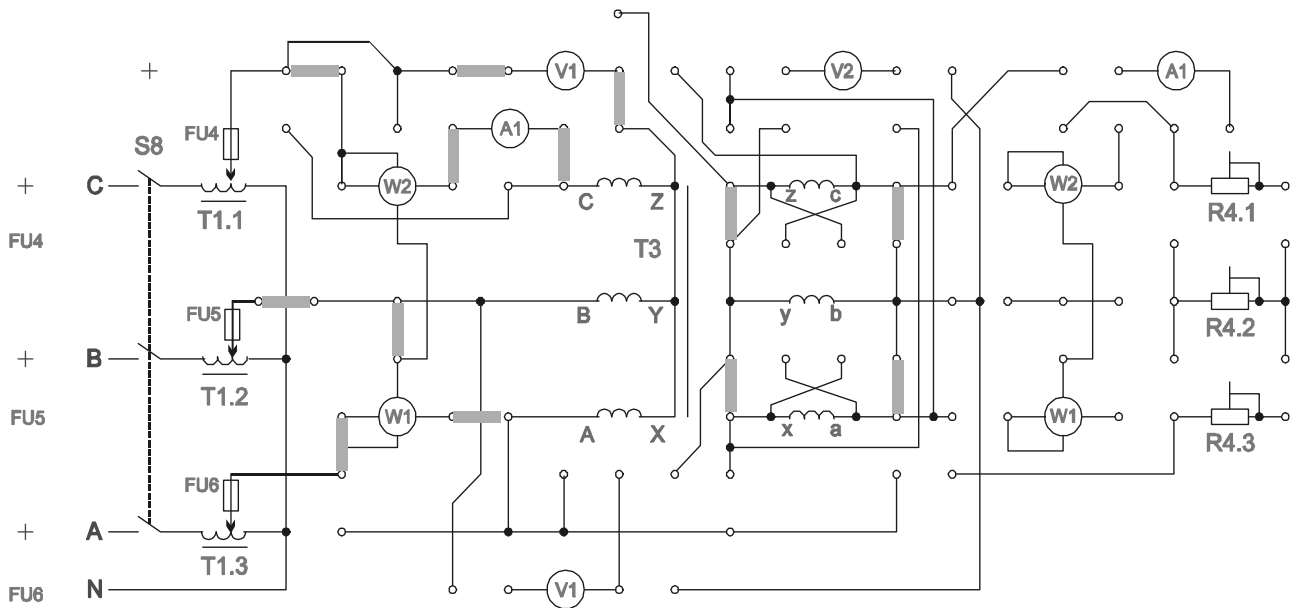 V1 V2 A1
FU4
S8 A1
C W2 z c W2
T1.1 C Z R4.1
FU4 T3
FU5 B Y y b R4.2
B
T1.2 W1 W1
FU5 A X x a R4.3
FU6
A
T1.3
FU6 N V1